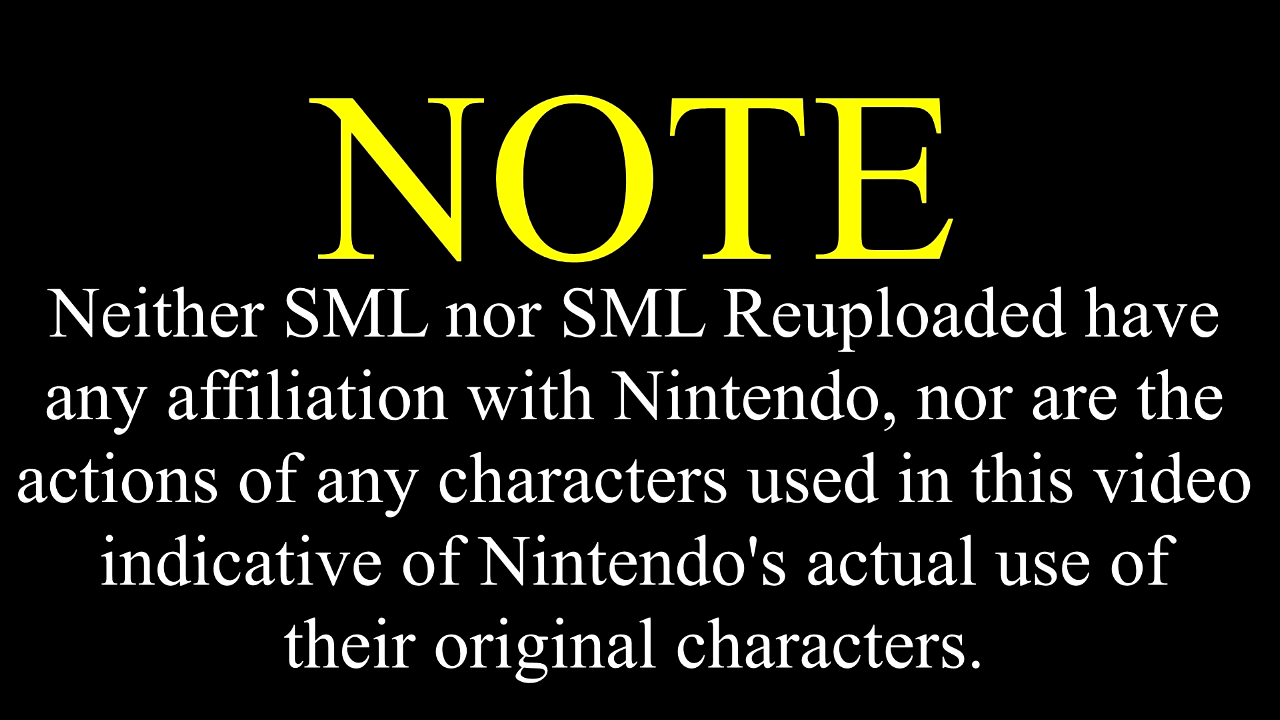 NOTE
Neither SML nor SML Reuploaded have
any affiliation with Nintendo, nor are the
actions of any characters used in this video
indicative of Nintendo's actual use of
their original characters.